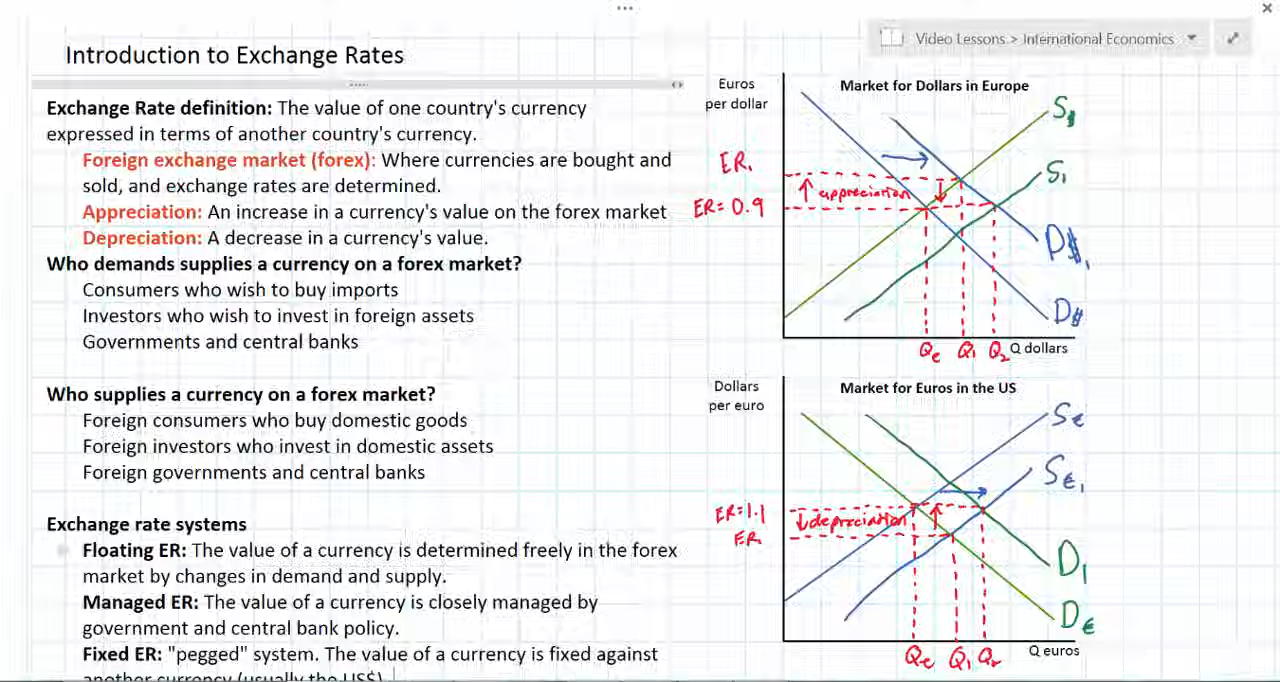 Video Lessons > International Economics
Introduction to Exchange Rates
Exchange Rate definition: The value of one country's currency
expressed in terms of another country's currency.
Foreign exchange market (forex): Where currencies are bought and
sold, and exchange rates are determined.
Appreciation: An increase in a currency's value on the forex market
Depreciation: A decrease in a currency's value.
Who demands supplies a currency on a forex market?
Consumers who wish to buy imports
Investors who wish to invest in foreign assets
Governments and central banks
Who supplies a currency on a forex market?
Foreign consumers who buy domestic goods
Foreign investors who invest in domestic assets
Foreign governments and central banks
Exchange rate systems
Floating ER: The value of a currency is determined freely in the forex
market by changes in demand and supply.
Managed ER: The value of a currency is closely managed by
government and central bank policy.
Fixed ER: "pegged" system. The value of a currency is fixed against
another currency (usually the US$)
Euros
per dollar
Market for Dollars in Europe
S$
S₁
ER₁
↑ appreciation
ER=0.9
D$₁
D$
Qe Q₁ Q₂ Q dollars
Dollars
per euro
Market for Euros in the US
S€
S€₁
ER=1.1
↓depreciation
ER₁
D₁
D€
Qe Q₁ Q₂ Q euros